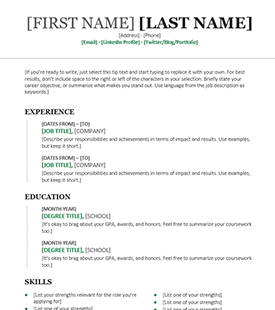 [FIRST NAME] [LAST NAME]
[Address] · [Phone]
[Email] · [LinkedIn Profile] · [Twitter/Blog/Portfolio]
[If you're ready to write, just select this tip text and start typing to replace it with your own. For best
results, don't include space to the right or left of the characters in your selection. Briefly state your
career objective, or summarize what makes you stand out. Use language from the job description as
keywords.]
EXPERIENCE
[DATES FROM] – [TO]
[JOB TITLE], [COMPANY]
[Describe your responsibilities and achievements in terms of impact and results. Use examples,
but keep it short.]
[DATES FROM] – [TO]
[JOB TITLE], [COMPANY]
[Describe your responsibilities and achievements in terms of impact and results. Use examples,
but keep it short.]
EDUCATION
[MONTH YEAR]
[DEGREE TITLE], [SCHOOL]
[It's okay to brag about your GPA, awards, and honors. Feel free to summarize your coursework
too.]
[MONTH YEAR]
[DEGREE TITLE], [SCHOOL]
[It's okay to brag about your GPA, awards, and honors. Feel free to summarize your coursework
too.]
SKILLS
• [List your strengths relevant for the role you're
applying for]
• [List one of your strengths]
• [List one of your strengths]
• [List one of your strengths]